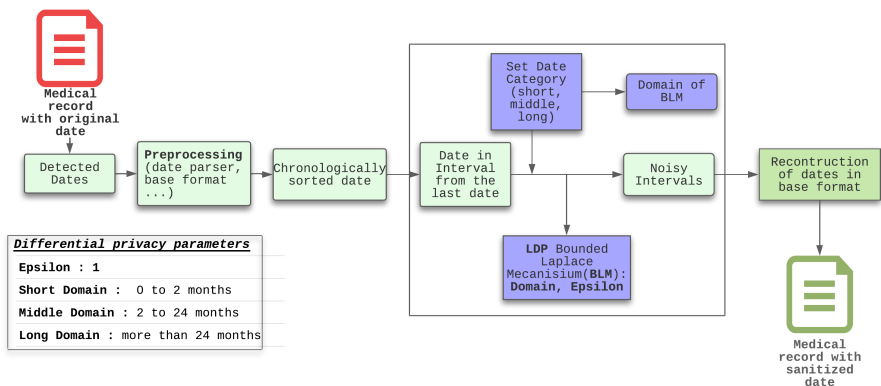 Medical
record
with original
date
Detected
Dates
Preprocessing
(date parser,
base format
...)
Chronologically
sorted date
Date in
Interval
from the
last date
Set Date
Category
(short,
middle,
long)
Domain of
BLM
LDP Bounded
Laplace
Mecanisium(BLM):
Domain, Epsilon
Noisy
Intervals
Recontruction
of dates in
base format
Medical
record with
sanitized
date
Differential privacy parameters
Epsilon : 1
Short Domain : 0 to 2 months
Middle Domain : 2 to 24 months
Long Domain : more than 24 months